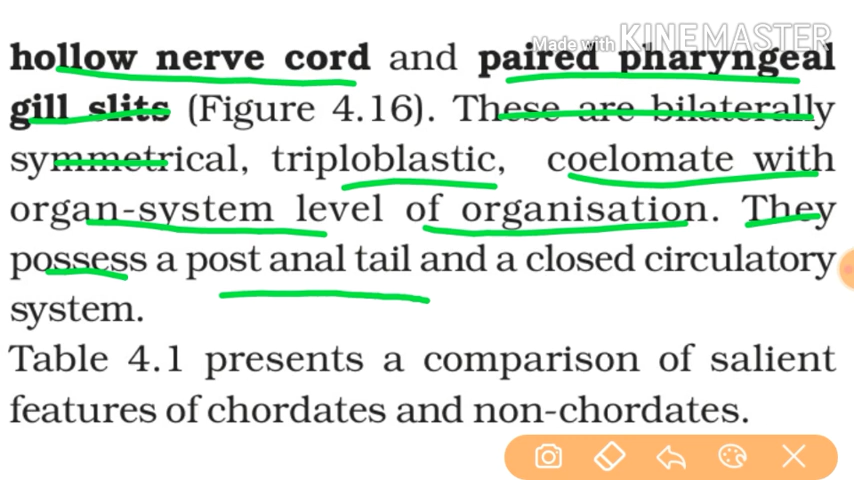 Made with KINEMASTER
hollow nerve cord and paired pharyngeal
gill slits (Figure 4.16). These are bilaterally
symmetrical, triploblastic, coelomate with
organ-system level of organisation. They
possess a post anal tail and a closed circulatory
system.
Table 4.1 presents a comparison of salient
features of chordates and non-chordates.